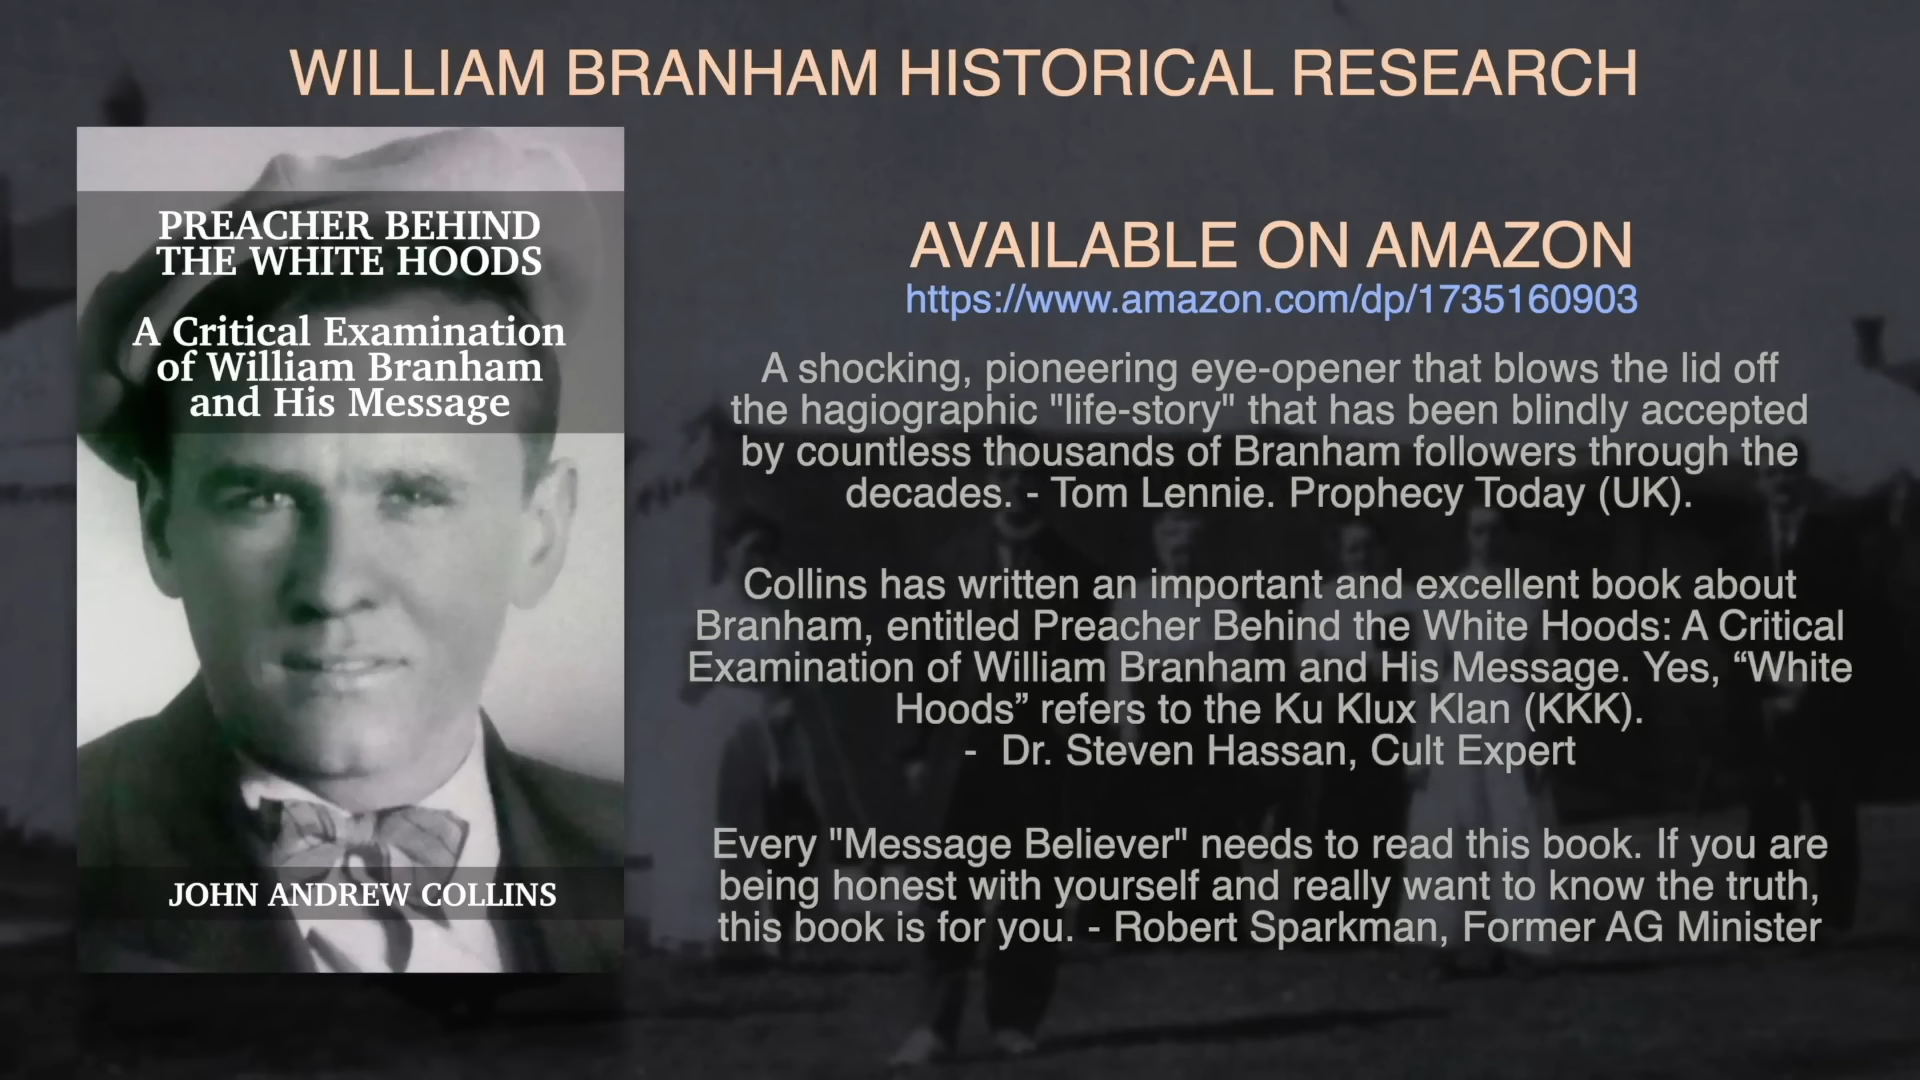 WILLIAM BRANHAM HISTORICAL RESEARCH
PREACHER BEHIND
THE WHITE HOODS
A Critical Examination
of William Branham
and His Message
JOHN ANDREW COLLINS
AVAILABLE ON AMAZON
https://www.amazon.com/dp/1735160903
A shocking, pioneering eye-opener that blows the lid off
the hagiographic "life-story" that has been blindly accepted
by countless thousands of Branham followers through the
decades. - Tom Lennie. Prophecy Today (UK).
Collins has written an important and excellent book about
Branham, entitled Preacher Behind the White Hoods: A Critical
Examination of William Branham and His Message. Yes, “White
Hoods” refers to the Ku Klux Klan (KKK).
- Dr. Steven Hassan, Cult Expert
Every "Message Believer" needs to read this book. If you are
being honest with yourself and really want to know the truth,
this book is for you. - Robert Sparkman, Former AG Minister